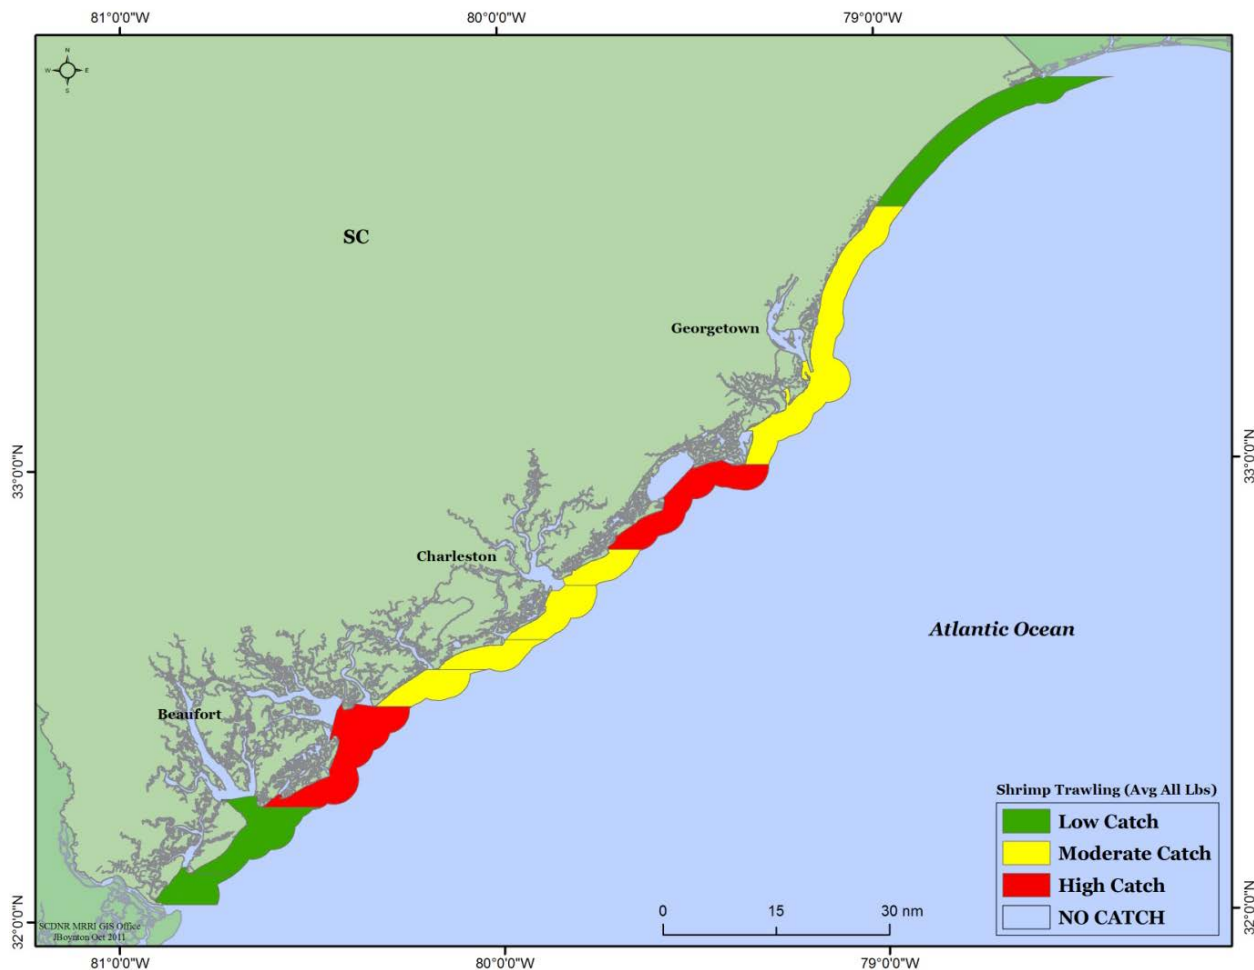 81°0'0"W 80°0'0"W 79°0'0"W
N
W E
S
SC
Georgetown
33°0'0"N 33°0'0"N
Charleston
Atlantic Ocean
Beaufort
Shrimp Trawling (Avg All Lbs)
Low Catch
Moderate Catch
High Catch
NO CATCH
0 15 30 nm
SCDNR MRRI GIS Office
JBoynton Oct 2011
32°0'0"N 32°0'0"N
81°0'0"W 80°0'0"W 79°0'0"W